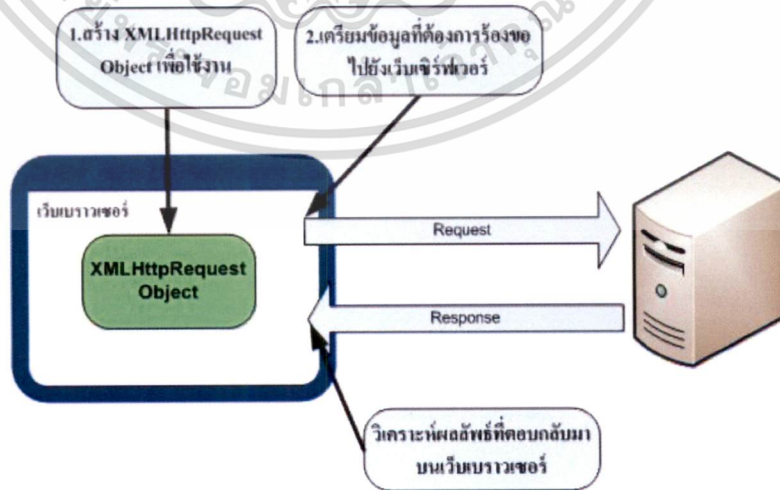 1.สร้าง XMLHttpRequest
Object เพื่อใช้งาน
2.เตรียมข้อมูลที่ต้องการร้องขอ
ไปยังเว็บเซิร์ฟเวอร์
เว็บเบราวเซอร์
XMLHttpRequest
Object
Request
Response
วิเคราะห์ผลลัพธ์ที่ตอบกลับมา
บนเว็บเบราวเซอร์